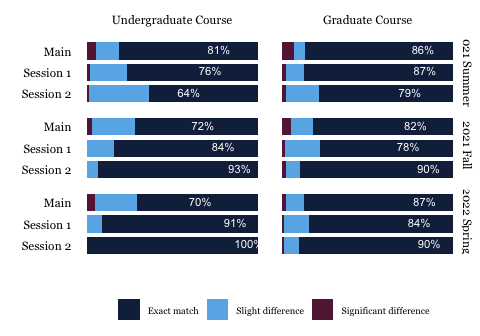 Undergraduate Course Graduate Course
Main 81% 86%
Session 1 76% 87%
Session 2 64% 79%
021 Summer
Main 72% 82%
Session 1 84% 78%
Session 2 93% 90%
2021 Fall
Main 70% 87%
Session 1 91% 84%
Session 2 100% 90%
2022 Spring
Exact match Slight difference Significant difference